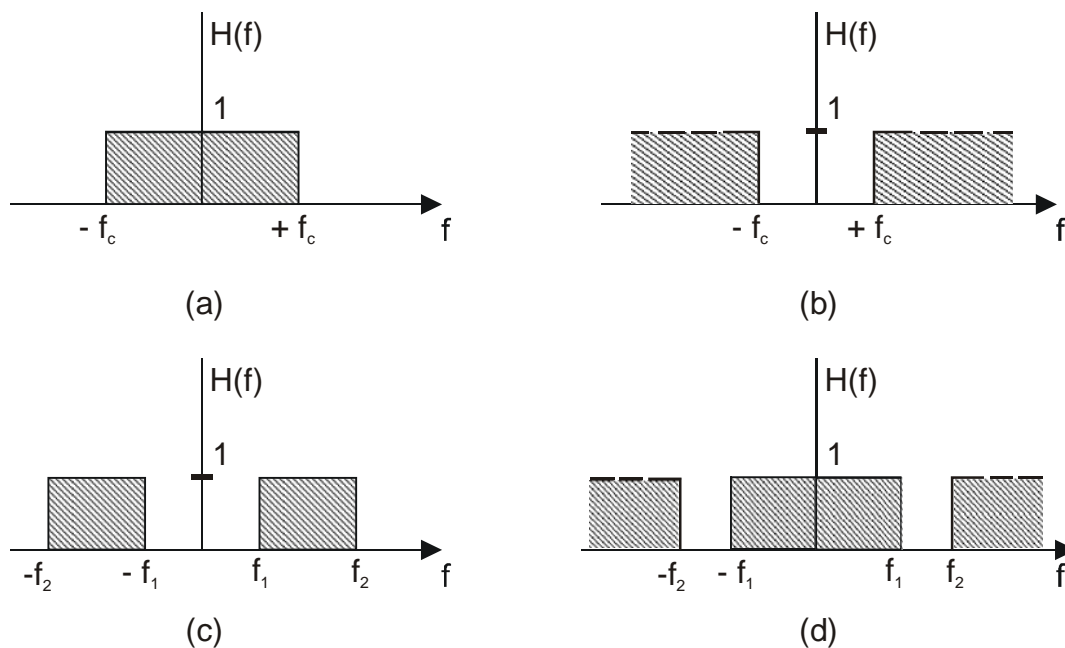 H(f)
1
- f_c
+ f_c
f
(a)
H(f)
1
- f_c
+ f_c
f
(b)
H(f)
1
-f_2
- f_1
f_1
f_2
f
(c)
H(f)
1
-f_2
- f_1
f_1
f_2
f
(d)